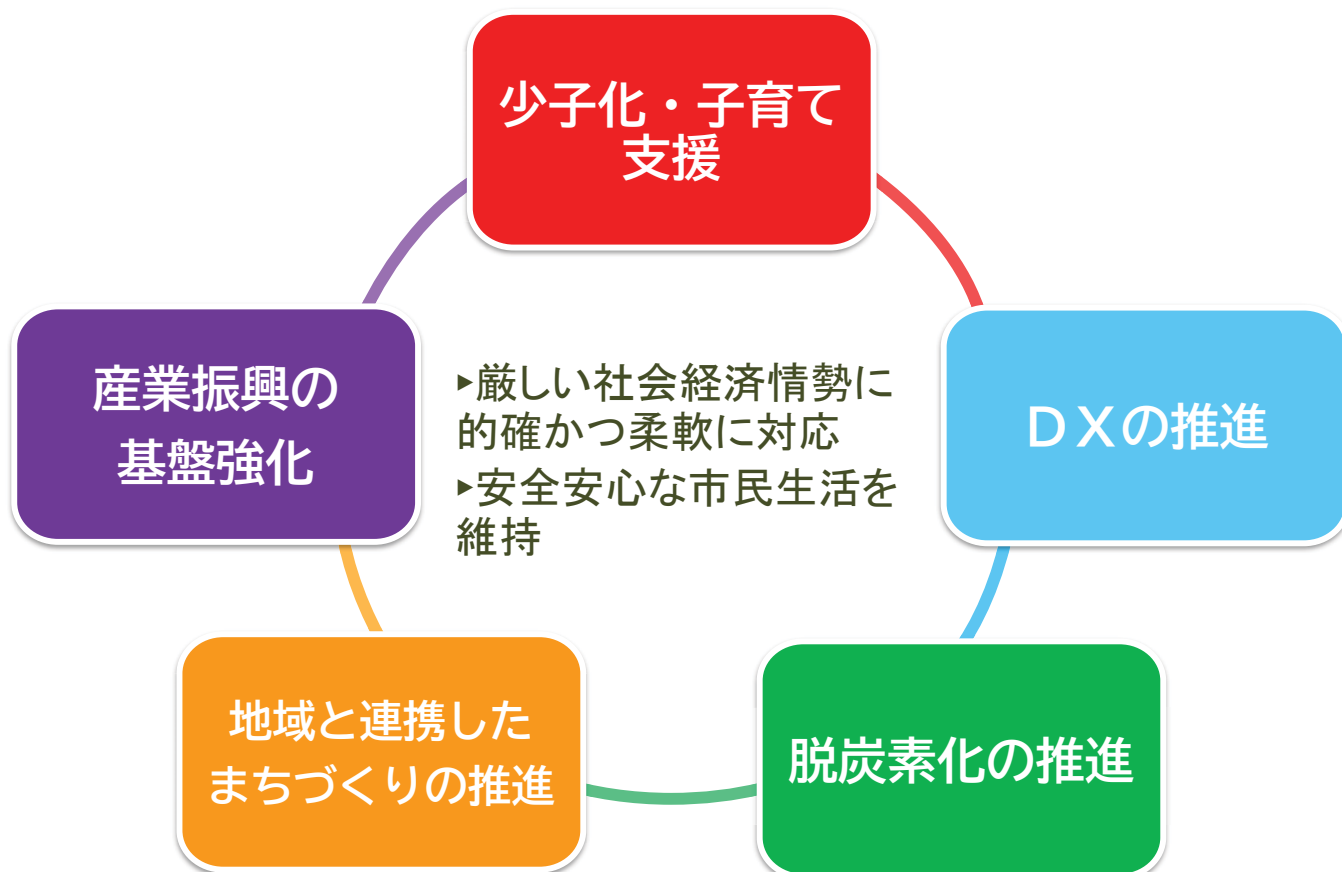 少子化・子育て
支援
産業振興の
基盤強化
▸厳しい社会経済情勢に
的確かつ柔軟に対応
▸安全安心な市民生活を
維持
ＤＸの推進
地域と連携した
まちづくりの推進
脱炭素化の推進